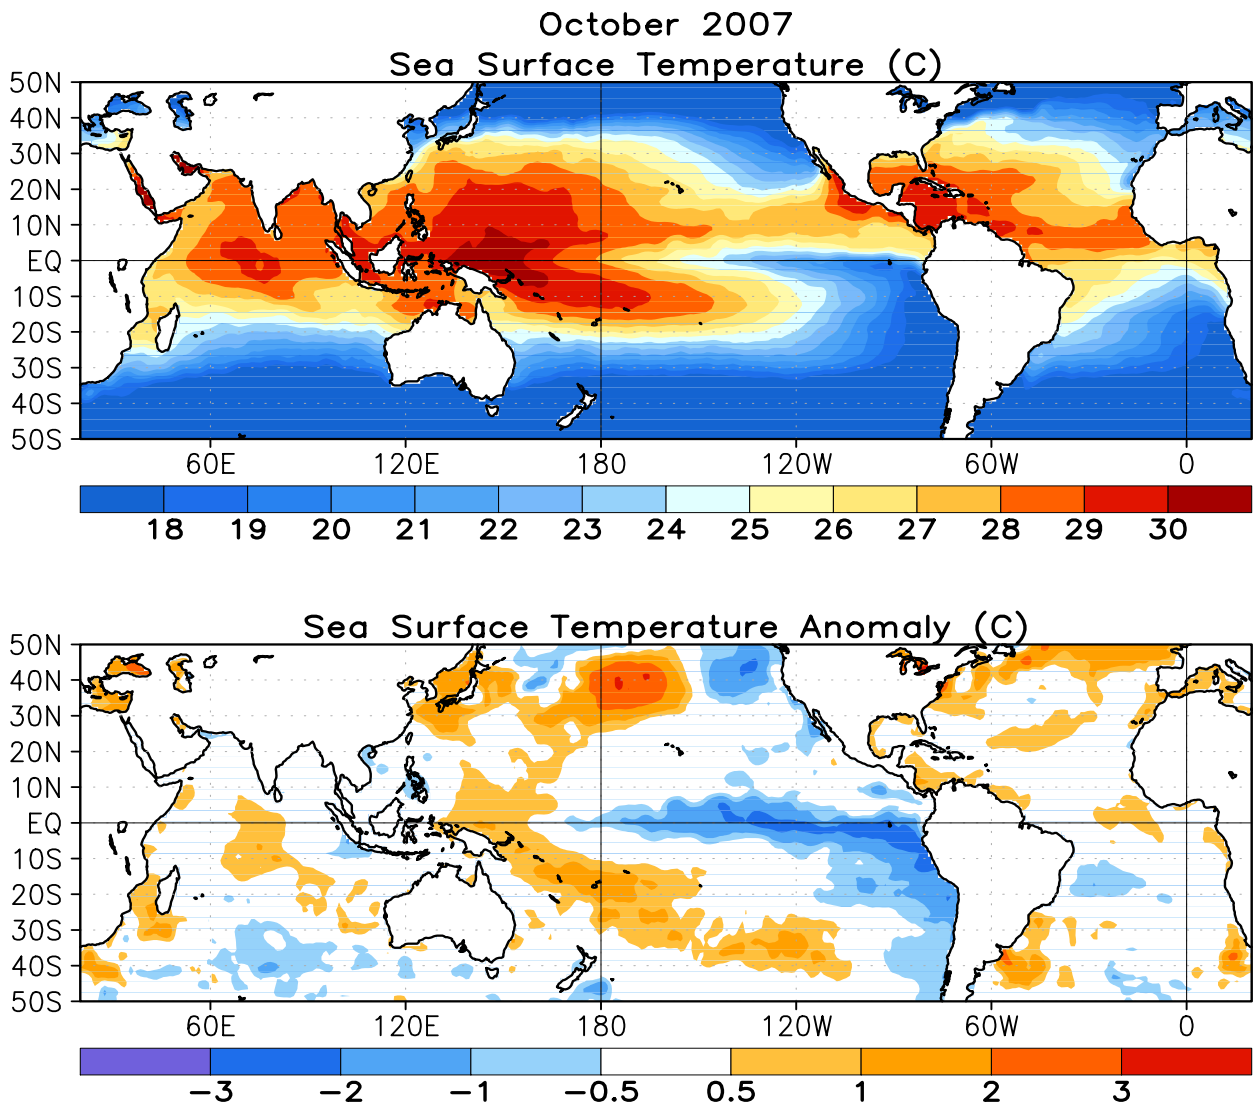 October 2007
Sea Surface Temperature (C)
50N
40N
30N
20N
10N
EQ
10S
20S
30S
40S
50S
60E 120E 180 120W 60W 0
18 19 20 21 22 23 24 25 26 27 28 29 30
Sea Surface Temperature Anomaly (C)
50N
40N
30N
20N
10N
EQ
10S
20S
30S
40S
50S
60E 120E 180 120W 60W 0
-3 -2 -1 -0.5 0.5 1 2 3